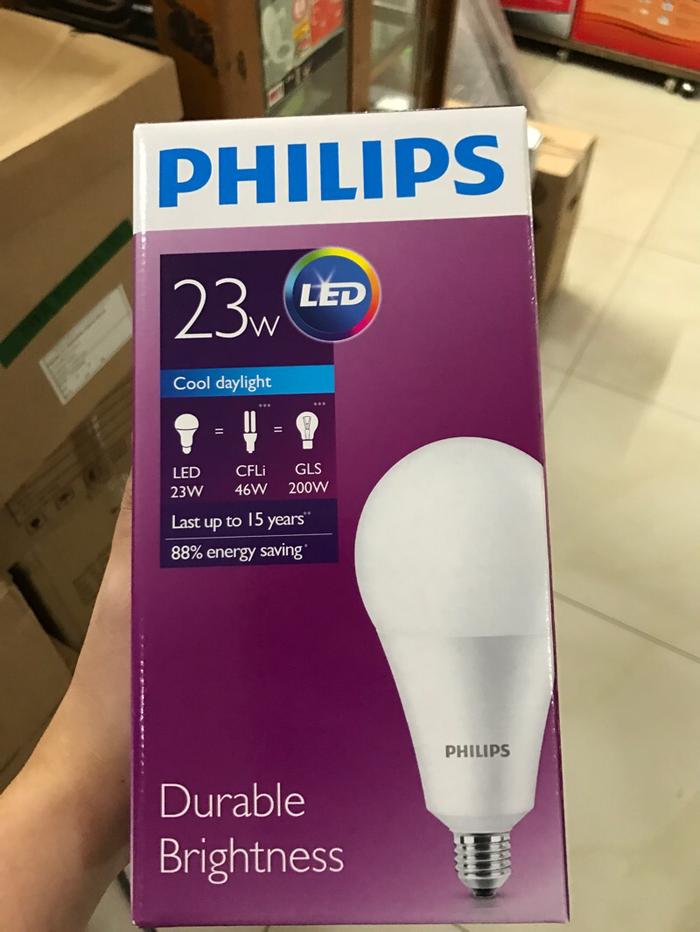 PHILIPS
23W
LED
Cool daylight
*** ***
= =
LED CFLi GLS
23W 46W 200W
Last up to 15 years**
88% energy saving*
PHILIPS
Durable
Brightness